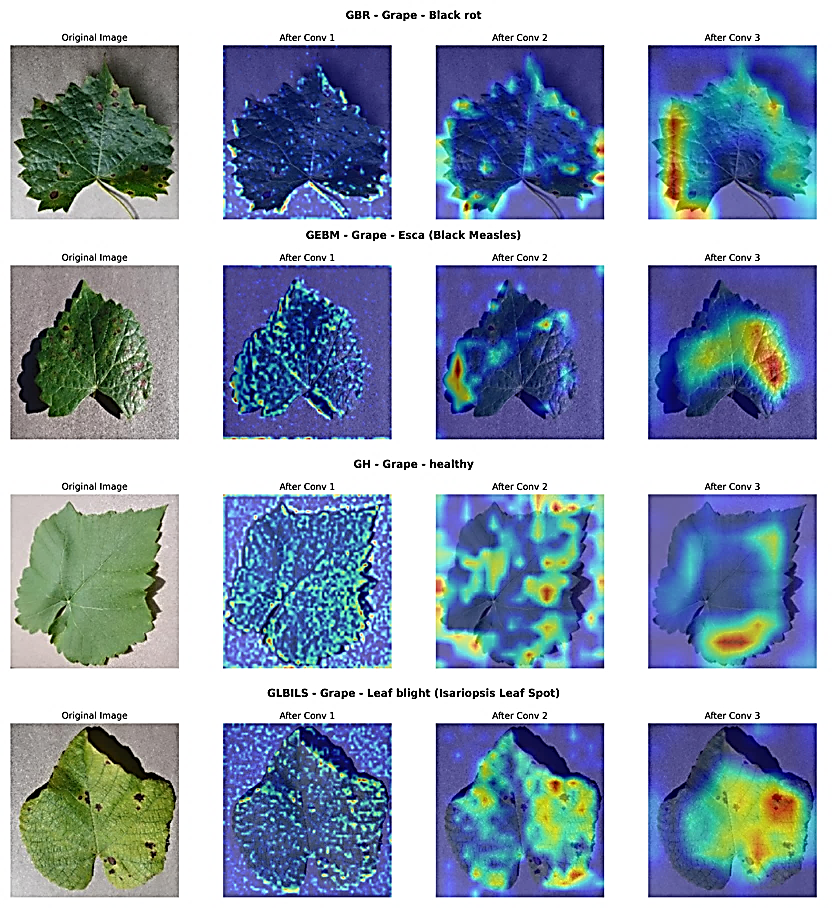 GBR - Grape - Black rot
Original Image After Conv 1 After Conv 2 After Conv 3
GEBM - Grape - Esca (Black Measles)
Original Image After Conv 1 After Conv 2 After Conv 3
GH - Grape - healthy
Original Image After Conv 1 After Conv 2 After Conv 3
GLBILS - Grape - Leaf blight (Isariopsis Leaf Spot)
Original Image After Conv 1 After Conv 2 After Conv 3